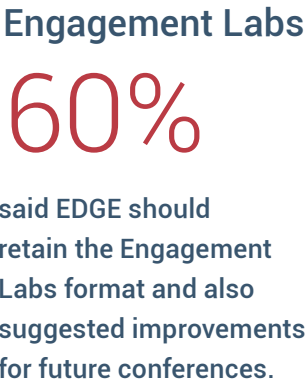 Engagement Labs
60%
said EDGE should
retain the Engagement
Labs format and also
suggested improvements
for future conferences.